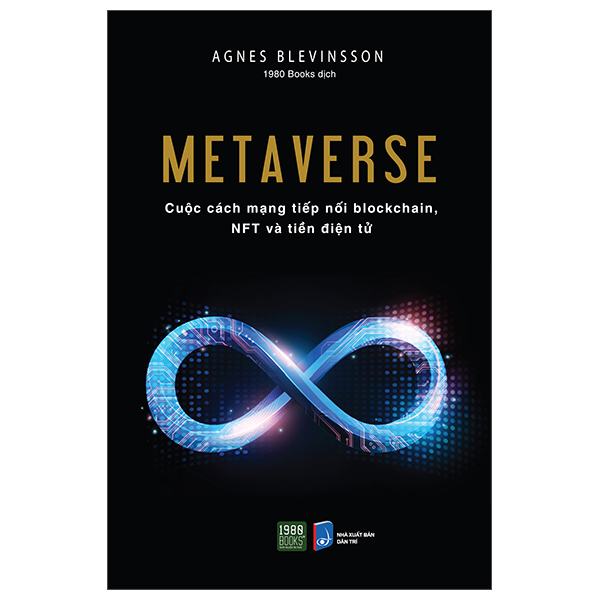 AGNES BLEVINSSON
1980 Books dịch
METAVERSE
Cuộc cách mạng tiếp nối blockchain,
NFT và tiền điện tử
1980
BOOKS
NHÀ XUẤT BẢN
DÂN TRÍ